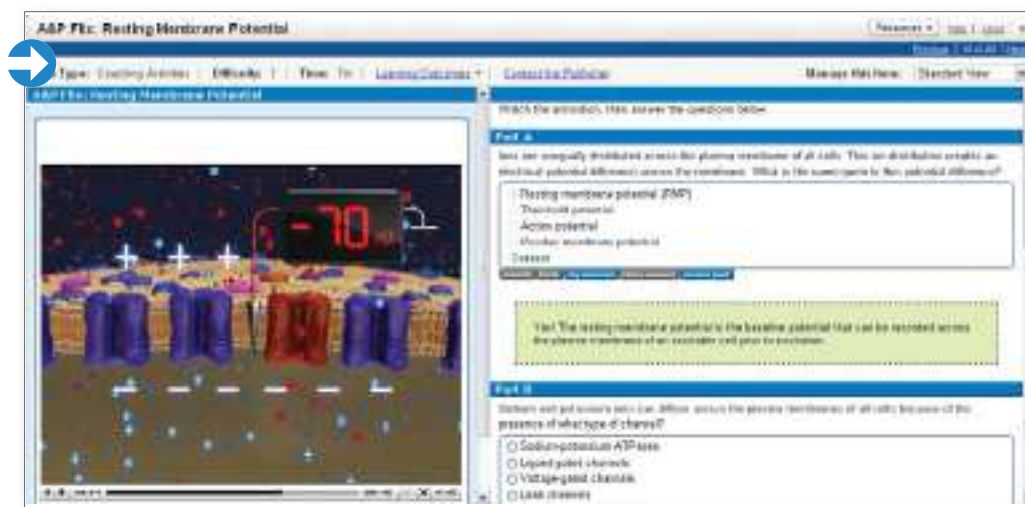 A&P Flix: Resting Membrane Potential
Resources
Type: Coaching Activities | Difficulty: 1 | Time: 7m | Learning Outcomes
Contact the Publisher
Manage this Item: Standard View
A&P Flix: Resting Membrane Potential
Watch the animation, then answer the questions below.
Part A
Ions are unequally distributed across the plasma membrane of all cells. This ion distribution creates an
electrical potential difference across the membrane. What is the name given to this potential difference?
Resting membrane potential (RMP)
Threshold potential
Action potential
Positive membrane potential
Correct
-70
+ + +
Yes! The resting membrane potential is the baseline potential that can be recorded across
the plasma membrane of an excitable cell prior to excitation.
Part B
Sodium and potassium ions can diffuse across the plasma membranes of all cells because of the
presence of what type of channel?
Sodium-potassium ATPases
Ligand-gated channels
Voltage-gated channels
Leak channels